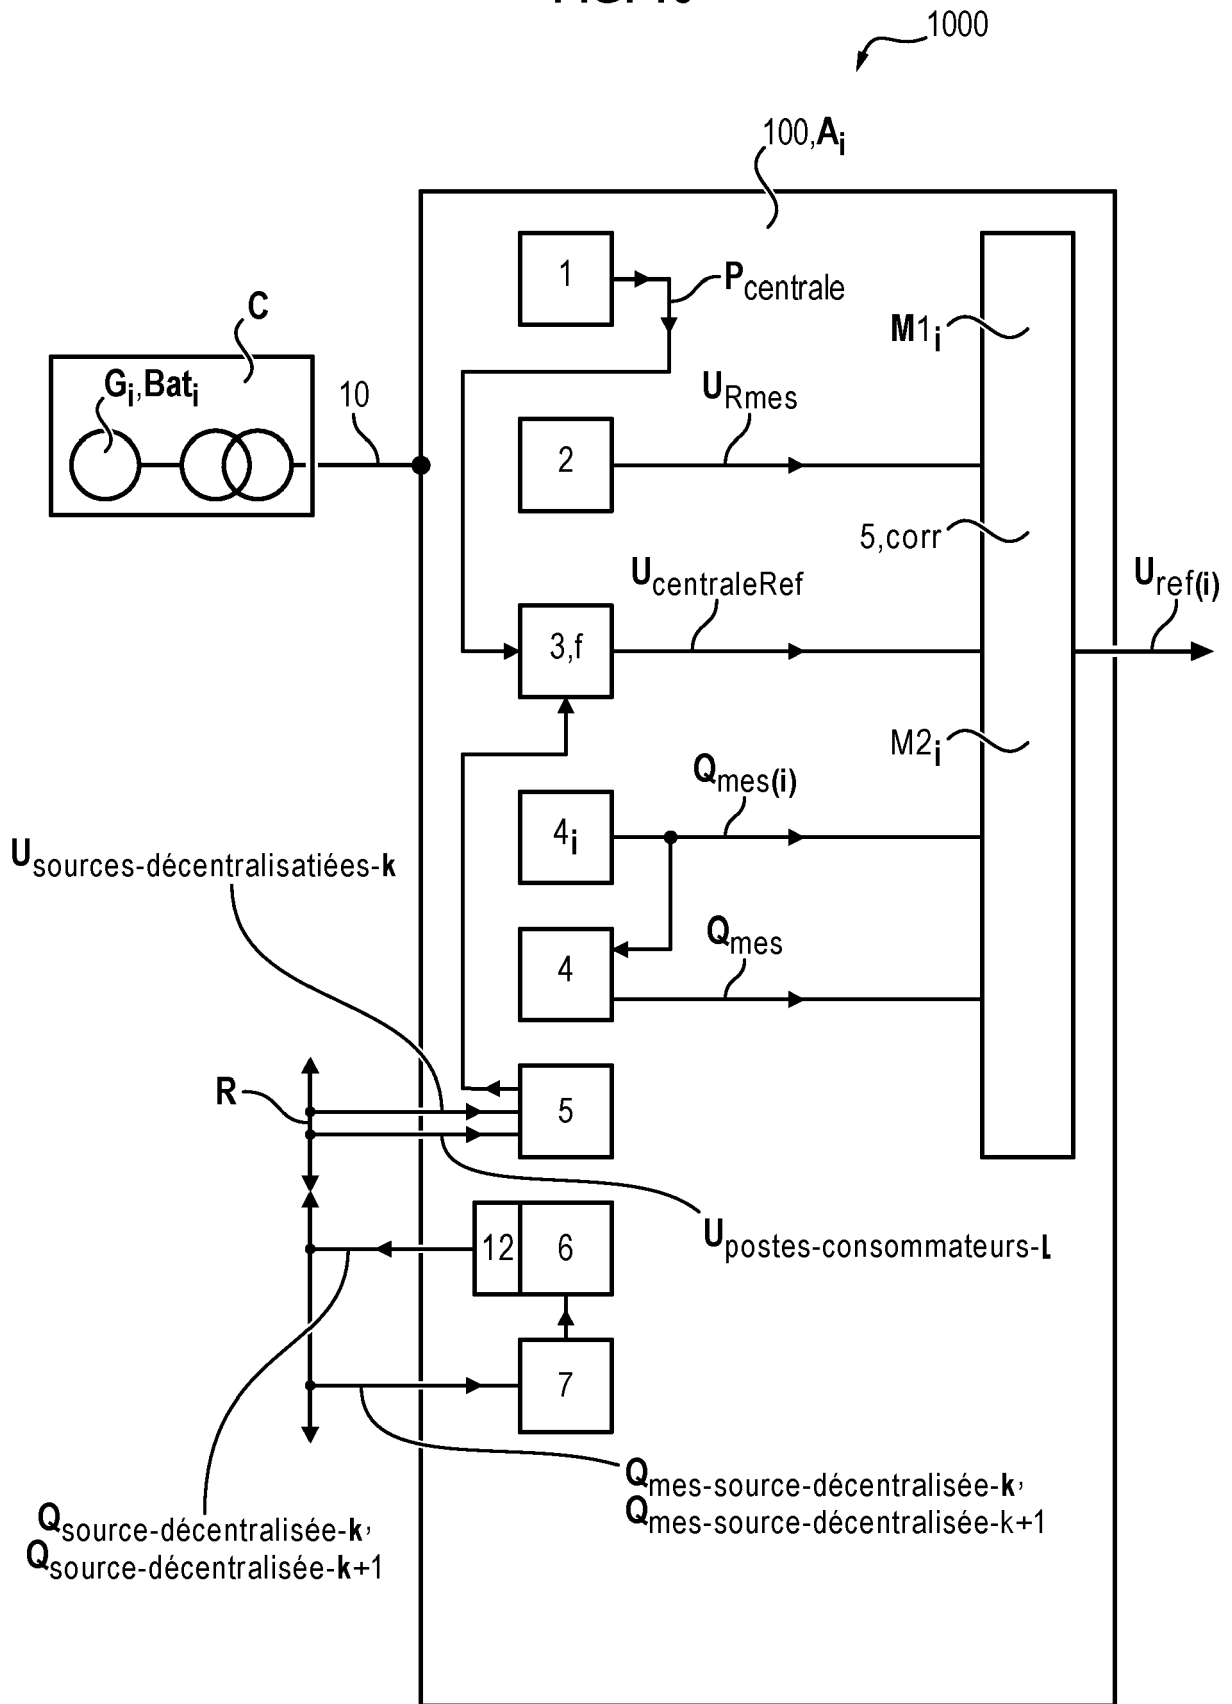 1000
100,Ai
1
Pcentrale
C
M1i
Gi,Bati
10
URmes
2
5,corr
UcentraleRef
Uref(i)
3,f
M2i
Qmes(i)
4i
Usources-décentralisatiées-k
Qmes
4
R
5
12
6
Upostes-consommateurs-L
7
Qmes-source-décentralisée-k,
Qmes-source-décentralisée-k+1
Qsource-décentralisée-k,
Qsource-décentralisée-k+1